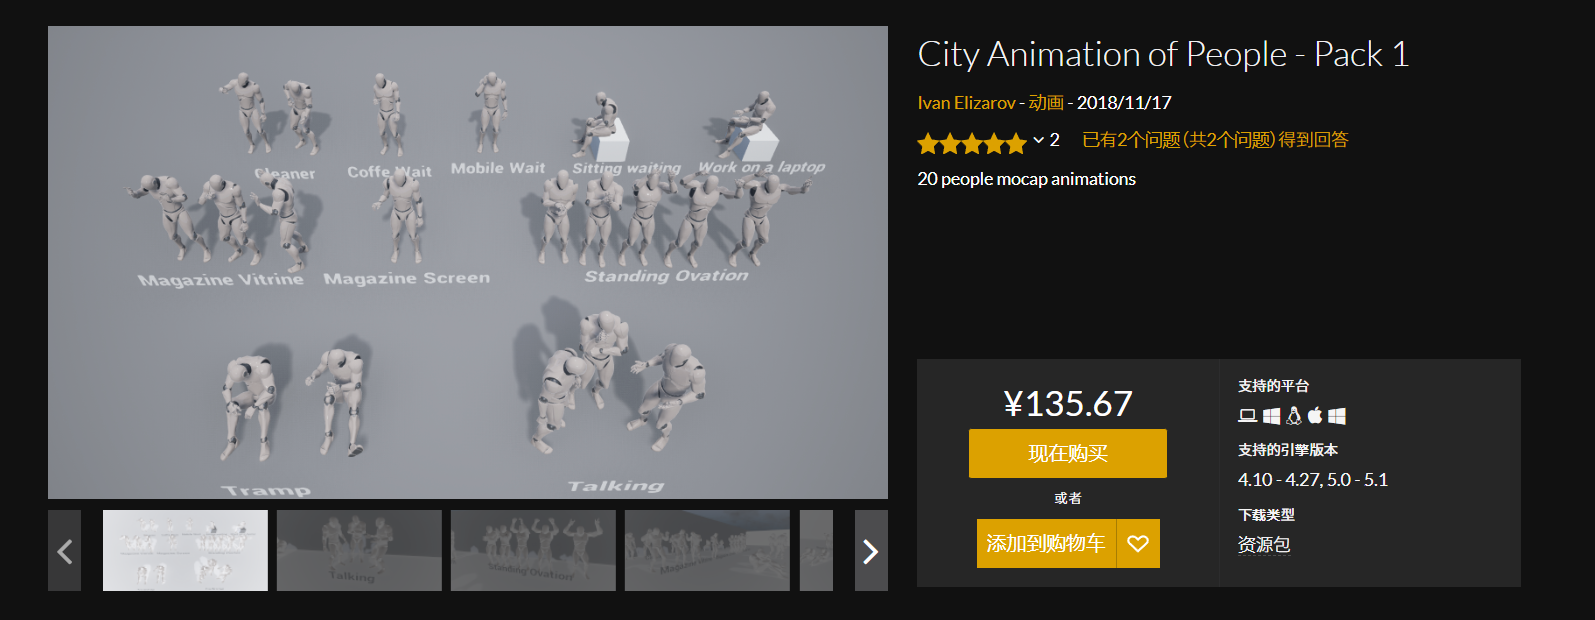 City Animation of People - Pack 1
Ivan Elizarov - 动画 - 2018/11/17
2 已有2个问题 (共2个问题) 得到回答
20 people mocap animations
Cleaner
Coffe Wait
Mobile Wait
Sitting waiting
Work on a laptop
Magazine Vitrine
Magazine Screen
Standing Ovation
Tramp
Talking
Talking
Standing Ovation
¥135.67
现在购买
或者
添加到购物车
支持的平台
支持的引擎版本
4.10 - 4.27, 5.0 - 5.1
下载类型
资源包